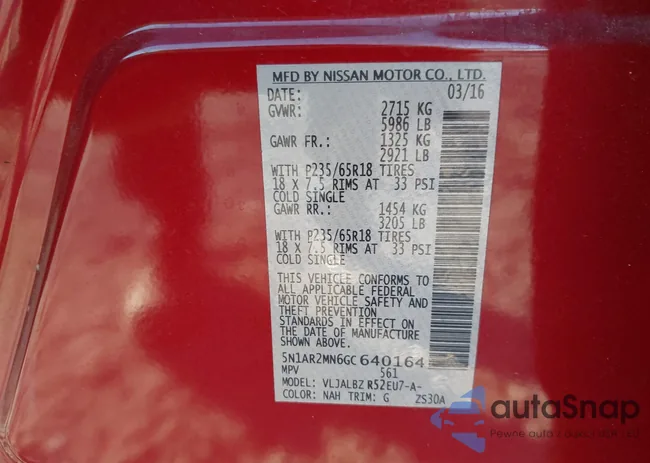 MFD BY NISSAN MOTOR CO., LTD.
DATE: 03/16
GVWR: 2715 KG
5986 LB
GAWR FR.: 1325 KG
2921 LB
WITH P235/65R18 TIRES
18 X 7.5 RIMS AT 33 PSI
COLD SINGLE
GAWR RR.: 1454 KG
3205 LB
WITH P235/65R18 TIRES
18 X 7.5 RIMS AT 33 PSI
COLD SINGLE
THIS VEHICLE CONFORMS TO
ALL APPLICABLE FEDERAL
MOTOR VEHICLE SAFETY AND
THEFT PREVENTION
STANDARDS IN EFFECT ON
THE DATE OF MANUFACTURE
SHOWN ABOVE.
5N1AR2MN6GC640164
MPV 561
MODEL: VLJALBZ R52EU7-A-
COLOR: NAH TRIM: G ZS30A
autoSnap